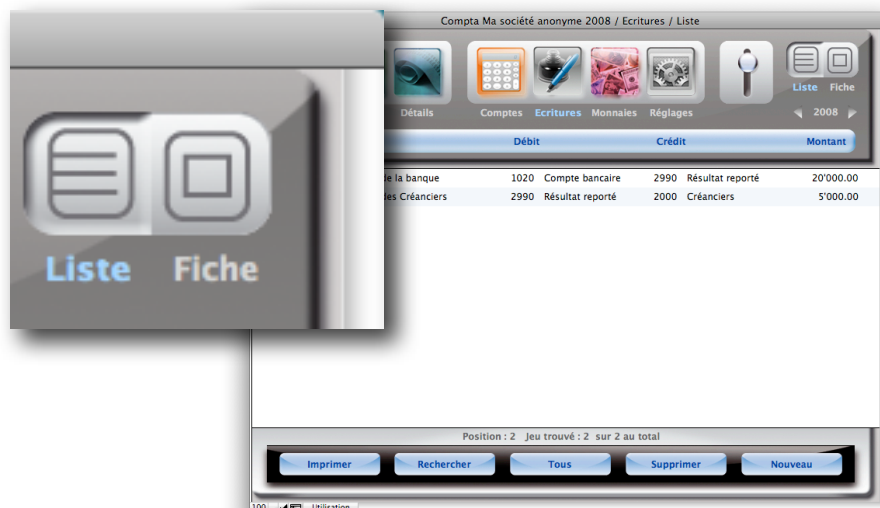 Compta Ma société anonyme 2008 / Ecritures / Liste
Liste Fiche
Détails Comptes Ecritures Monnaies Réglages Liste Fiche
2008
Débit Crédit Montant
de la banque 1020 Compte bancaire 2990 Résultat reporté 20'000.00
des Créanciers 2990 Résultat reporté 2000 Créanciers 5'000.00
Position : 2 Jeu trouvé : 2 sur 2 au total
Imprimer Rechercher Tous Supprimer Nouveau
100 Utilisation